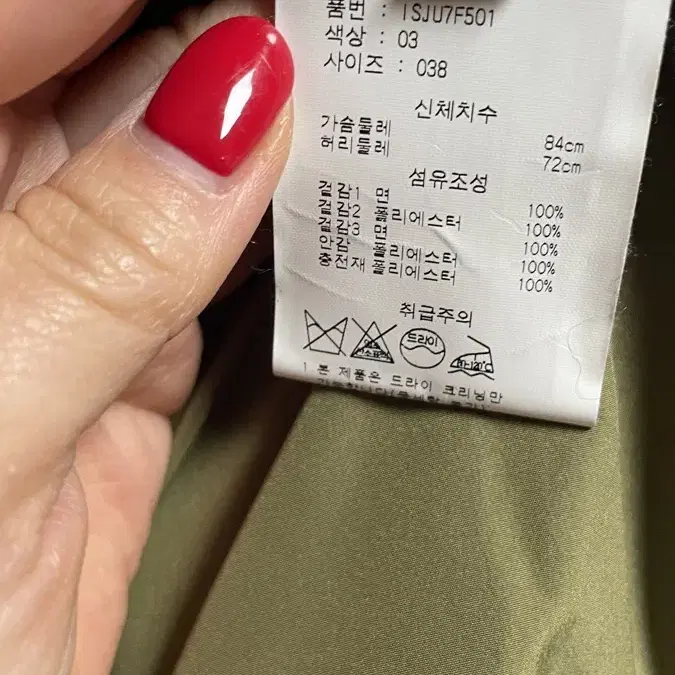 품번 : ISJU7F501
색상 : 03
사이즈 : 038
신체치수
가슴둘레 84cm
허리둘레 72cm
섬유조성
겉감1 면 100%
겉감2 폴리에스터 100%
겉감3 면 100%
안감 폴리에스터 100%
충전재 폴리에스터 100%
취급주의
드라이
1 본 제품은 드라이 크리닝만